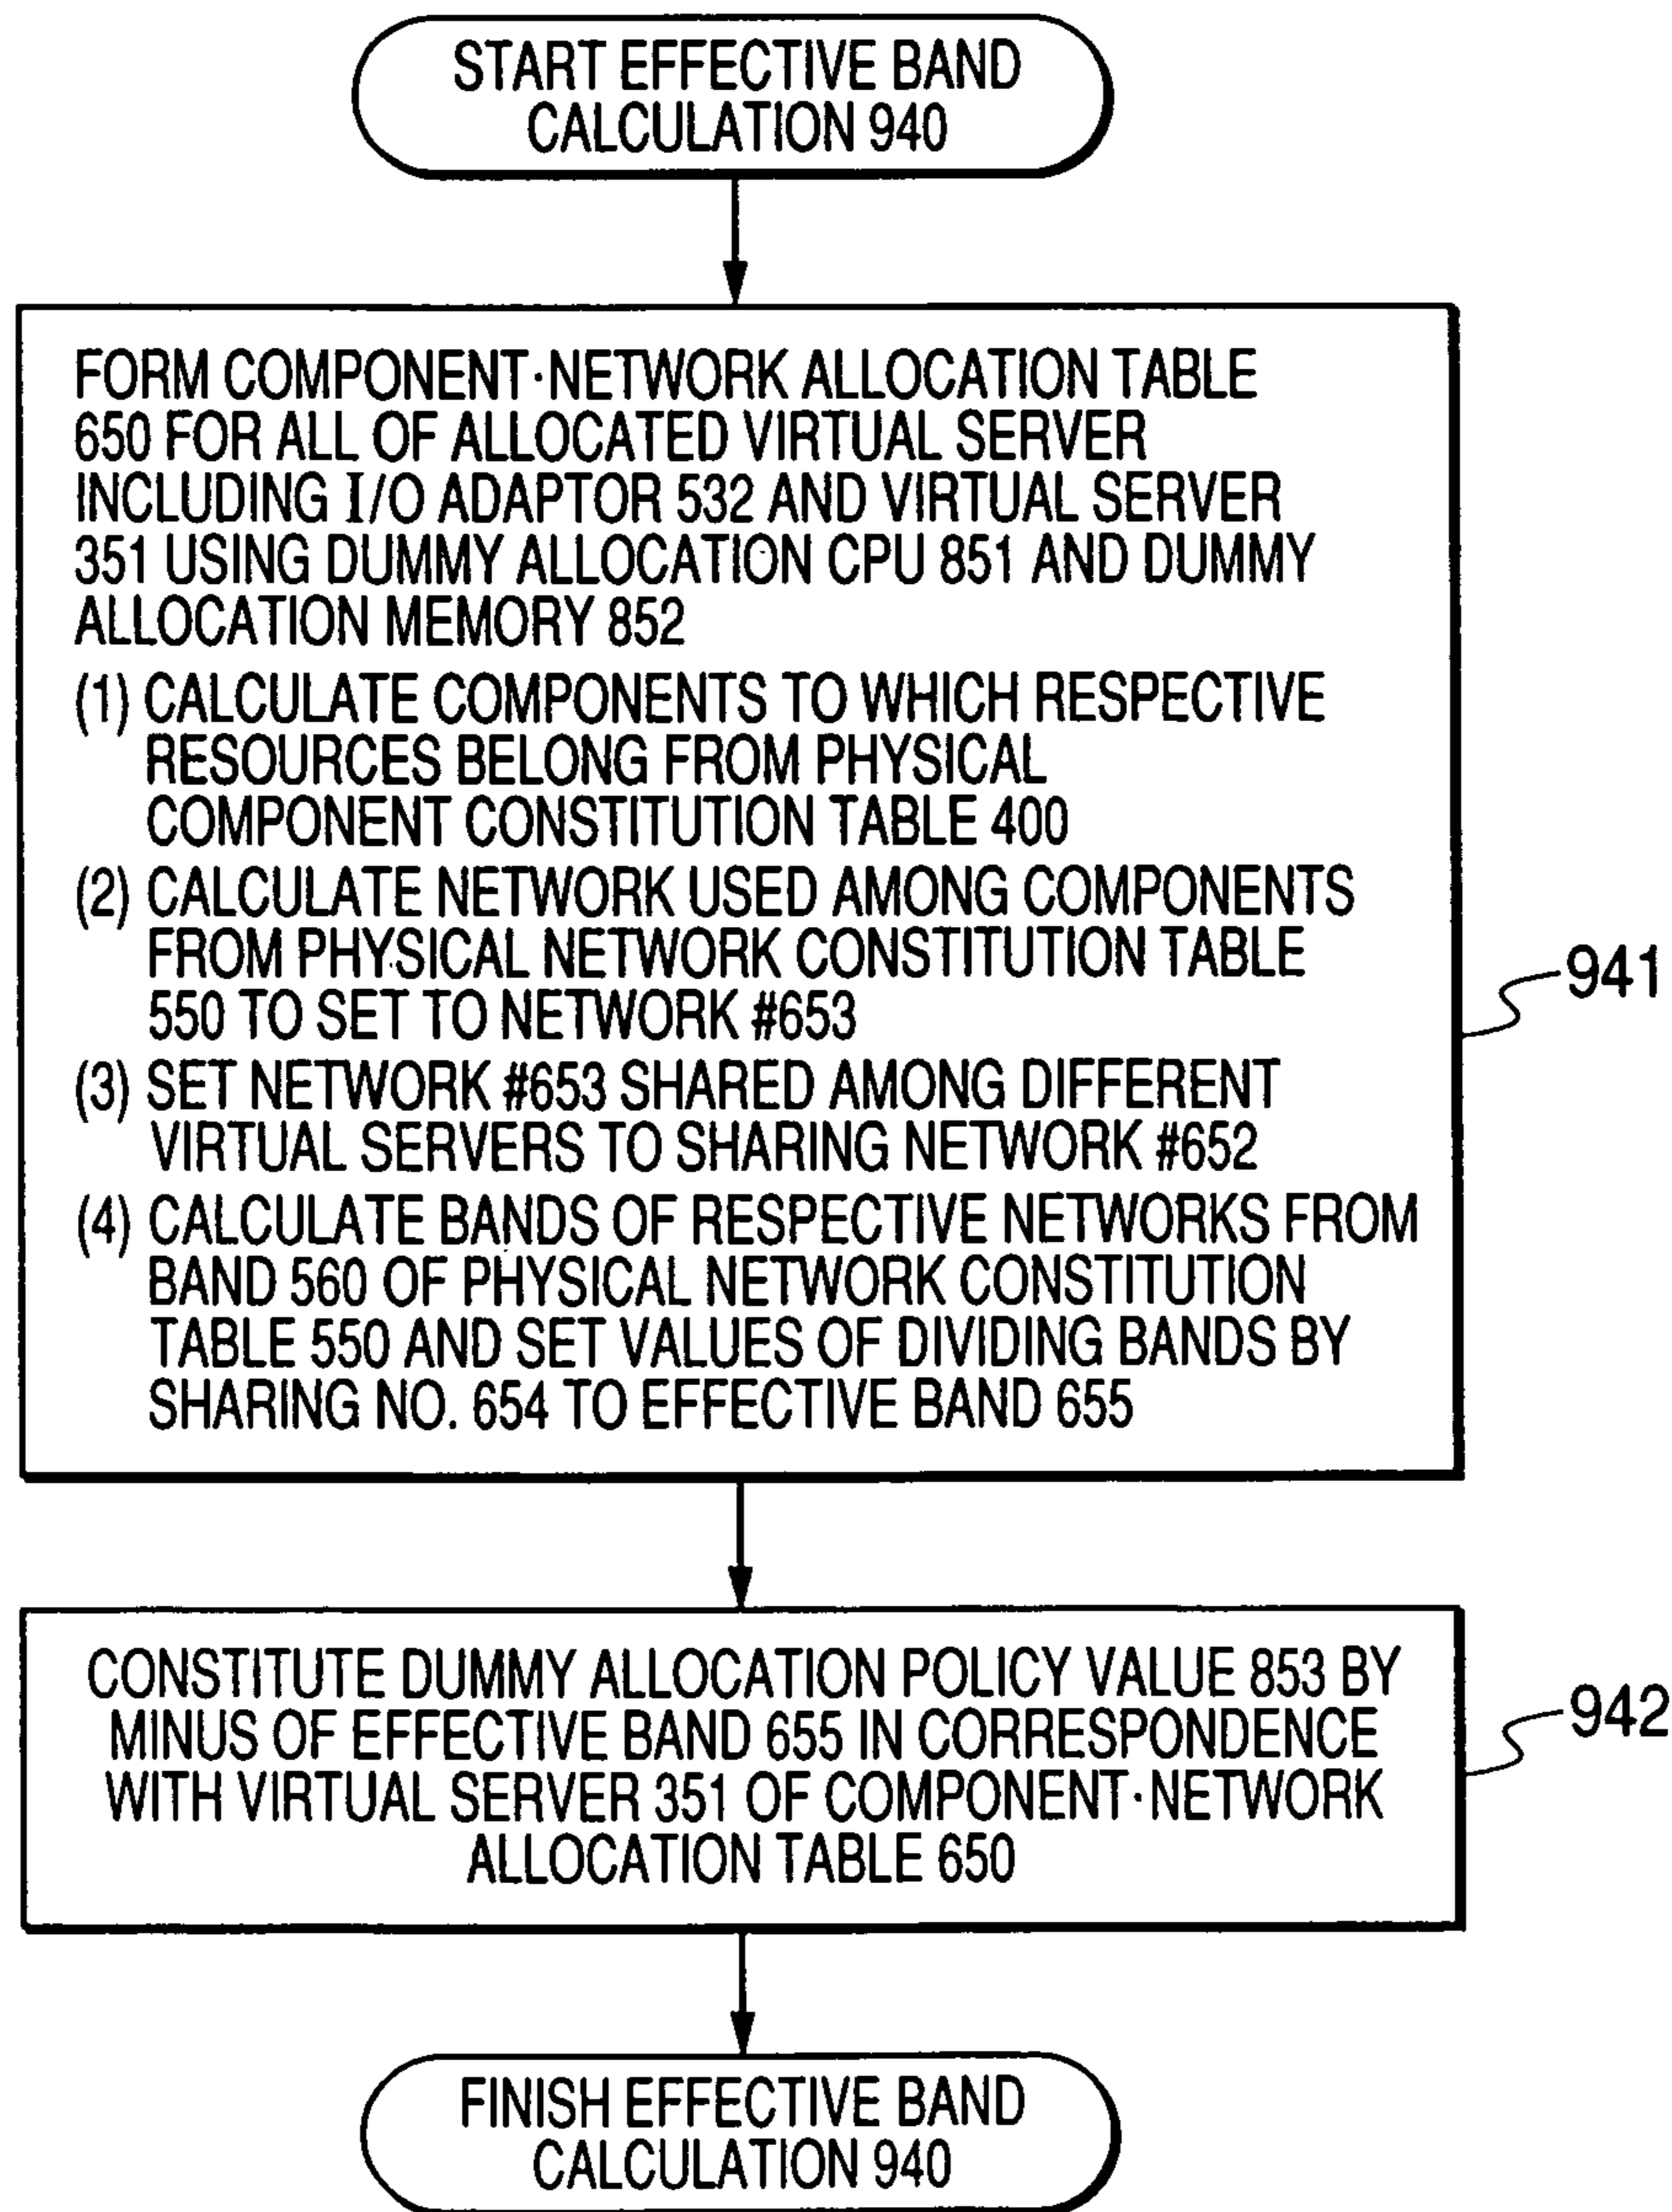 START EFFECTIVE BAND
CALCULATION 940
FORM COMPONENT·NETWORK ALLOCATION TABLE
650 FOR ALL OF ALLOCATED VIRTUAL SERVER
INCLUDING I/O ADAPTOR 532 AND VIRTUAL SERVER
351 USING DUMMY ALLOCATION CPU 851 AND DUMMY
ALLOCATION MEMORY 852
(1) CALCULATE COMPONENTS TO WHICH RESPECTIVE
RESOURCES BELONG FROM PHYSICAL
COMPONENT CONSTITUTION TABLE 400
(2) CALCULATE NETWORK USED AMONG COMPONENTS
FROM PHYSICAL NETWORK CONSTITUTION TABLE
550 TO SET TO NETWORK #653
(3) SET NETWORK #653 SHARED AMONG DIFFERENT
VIRTUAL SERVERS TO SHARING NETWORK #652
(4) CALCULATE BANDS OF RESPECTIVE NETWORKS FROM
BAND 560 OF PHYSICAL NETWORK CONSTITUTION
TABLE 550 AND SET VALUES OF DIVIDING BANDS BY
SHARING NO. 654 TO EFFECTIVE BAND 655
941
CONSTITUTE DUMMY ALLOCATION POLICY VALUE 853 BY
MINUS OF EFFECTIVE BAND 655 IN CORRESPONDENCE
WITH VIRTUAL SERVER 351 OF COMPONENT·NETWORK
ALLOCATION TABLE 650
942
FINISH EFFECTIVE BAND
CALCULATION 940